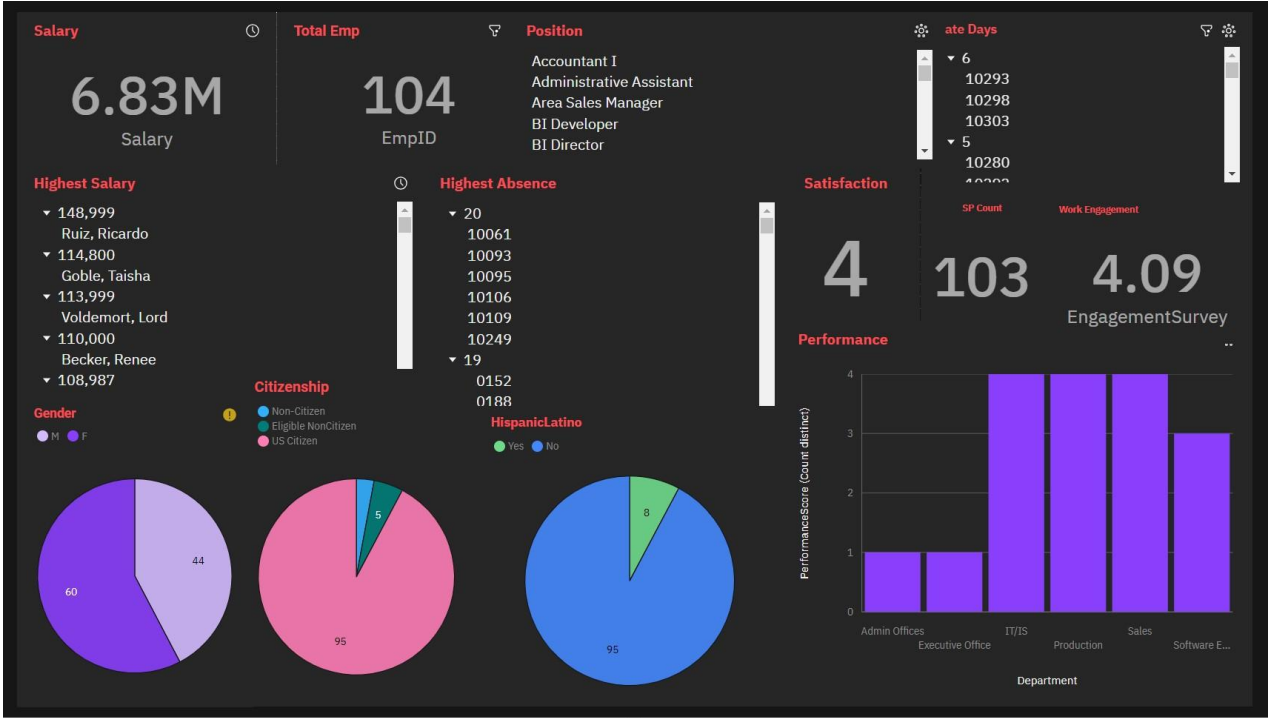 Salary
6.83M
Salary
Total Emp
104
EmpID
Position
Accountant I
Administrative Assistant
Area Sales Manager
BI Developer
BI Director
ate Days
6
10293
10298
10303
5
10280
Highest Salary
148,999
Ruiz, Ricardo
114,800
Goble, Taisha
113,999
Voldemort, Lord
110,000
Becker, Renee
108,987
Highest Absence
20
10061
10093
10095
10106
10109
10249
19
0152
0188
Satisfaction
4
SP Count
103
Work Engagement
4.09
EngagementSurvey
Gender
M F
44
60
Citizenship
Non-Citizen
Eligible NonCitizen
US Citizen
5
95
HispanicLatino
Yes No
8
95
Performance
PerformanceScore (Count distinct)
4
3
2
1
0
Admin Offices
Executive Office
IT/IS
Production
Sales
Software E...
Department